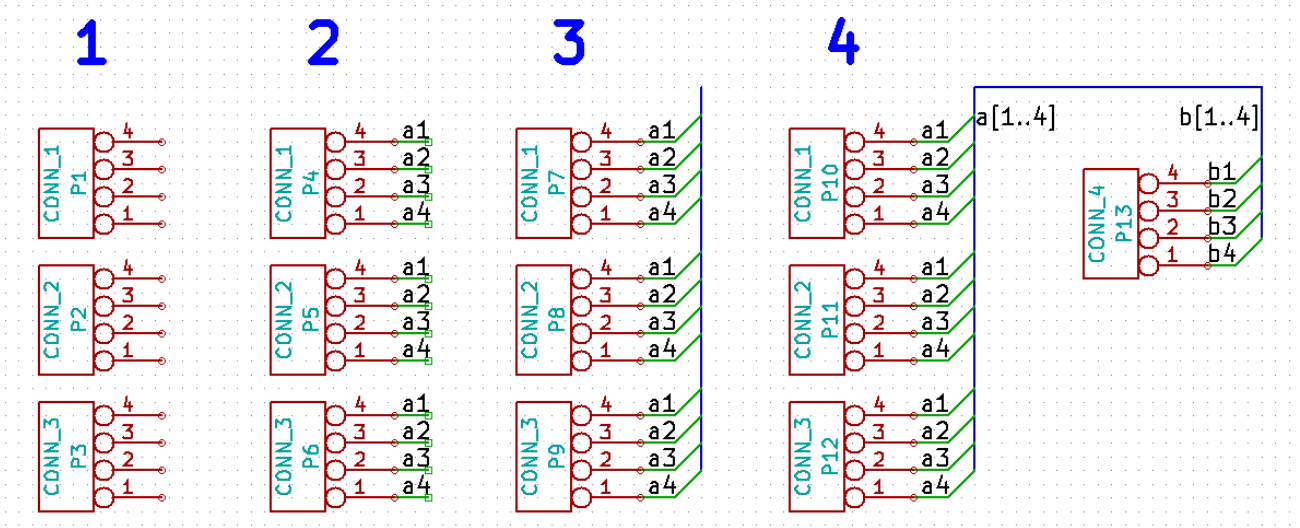 1 2 3 4
CONN_1 P1 4 3 2 1
CONN_1 P4 4 a1 3 a2 2 a3 1 a4
CONN_1 P7 4 a1 3 a2 2 a3 1 a4
CONN_1 P10 4 a1 3 a2 2 a3 1 a4
a[1..4] b[1..4]
CONN_4 P13 4 b1 3 b2 2 b3 1 b4
CONN_2 P2 4 3 2 1
CONN_2 P5 4 a1 3 a2 2 a3 1 a4
CONN_2 P8 4 a1 3 a2 2 a3 1 a4
CONN_2 P11 4 a1 3 a2 2 a3 1 a4
CONN_3 P3 4 3 2 1
CONN_3 P6 4 a1 3 a2 2 a3 1 a4
CONN_3 P9 4 a1 3 a2 2 a3 1 a4
CONN_3 P12 4 a1 3 a2 2 a3 1 a4